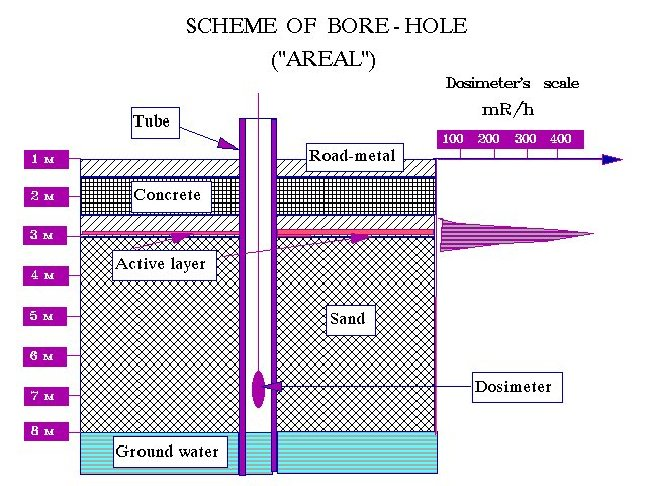 SCHEME OF BORE - HOLE
("AREAL")
Dosimeter's scale
mR/h
100 200 300 400
Tube
Road-metal
1 м
Concrete
2 м
3 м
Active layer
4 м
5 м
Sand
6 м
7 м
Dosimeter
8 м
Ground water